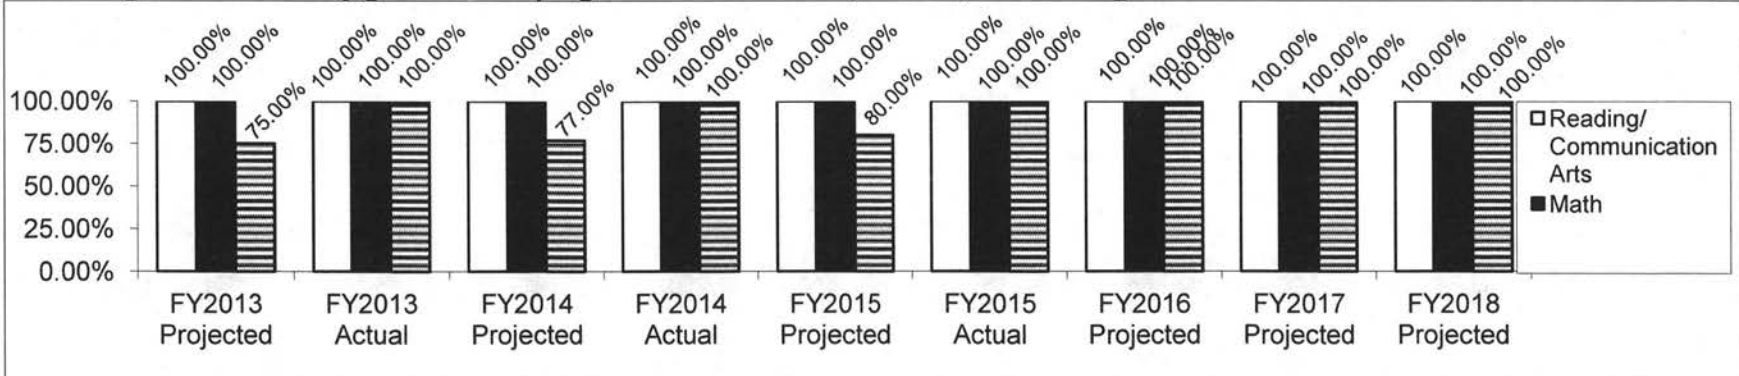 100.00% 100.00% 75.00% 100.00% 100.00% 100.00% 100.00% 100.00% 77.00% 100.00% 100.00% 100.00% 100.00% 100.00% 80.00% 100.00% 100.00% 100.00% 100.00% 100.00% 100.00% 100.00% 100.00% 100.00% 100.00% 100.00% 100.00%
100.00%
75.00%
50.00%
25.00%
0.00%
FY2013 Projected
FY2013 Actual
FY2014 Projected
FY2014 Actual
FY2015 Projected
FY2015 Actual
FY2016 Projected
FY2017 Projected
FY2018 Projected
Reading/
Communication
Arts
Math